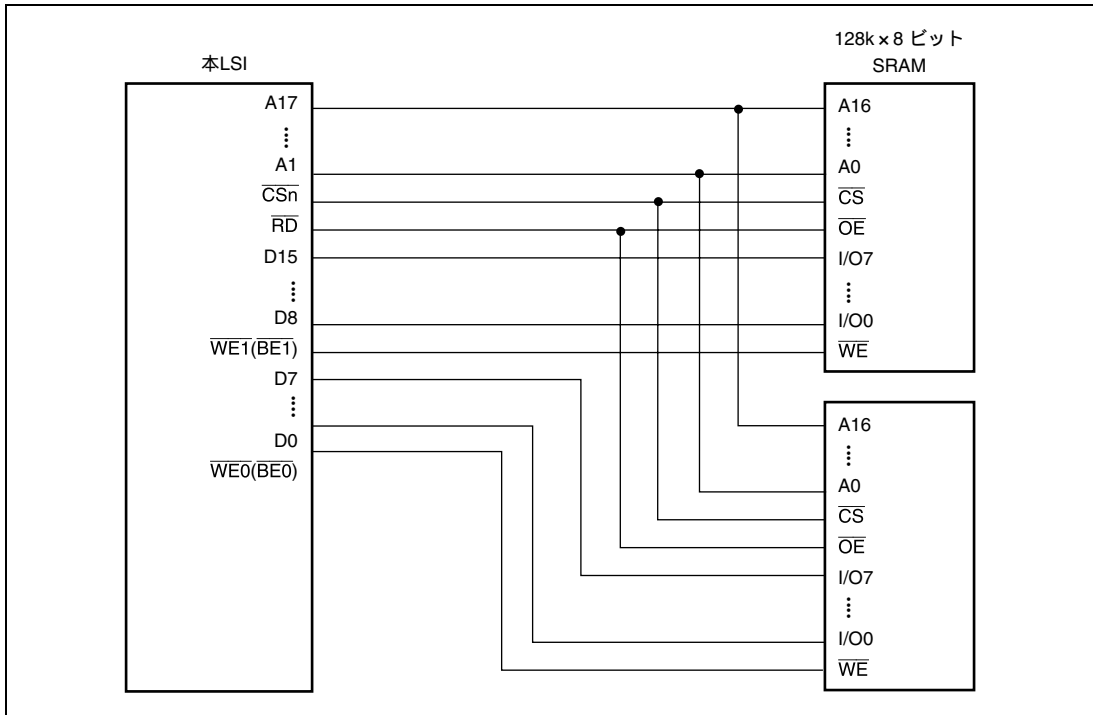 本LSI
A17
A1
CSn
RD
D15
D8
WE1(BE1)
D7
D0
WE0(BE0)
128k×8 ビット
SRAM
A16
A0
CS
OE
I/O7
I/O0
WE
A16
A0
CS
OE
I/O7
I/O0
WE